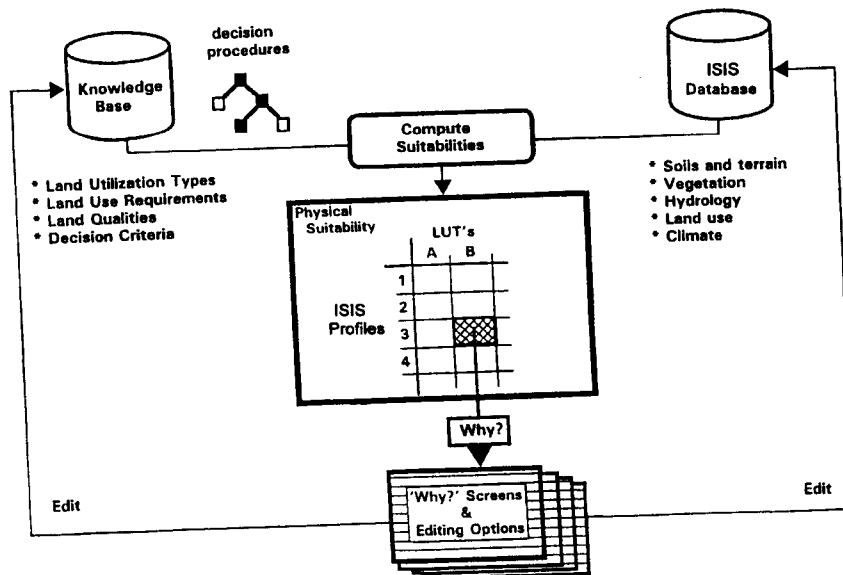 decision
procedures
Knowledge
Base
ISIS
Database
Compute
Suitabilities
* Land Utilization Types
* Land Use Requirements
* Land Qualities
* Decision Criteria
* Soils and terrain
* Vegetation
* Hydrology
* Land use
* Climate
Physical
Suitability
LUT's
A B
1
2
3
4
ISIS
Profiles
Why?
Edit
'Why?' Screens
&
Editing Options
Edit